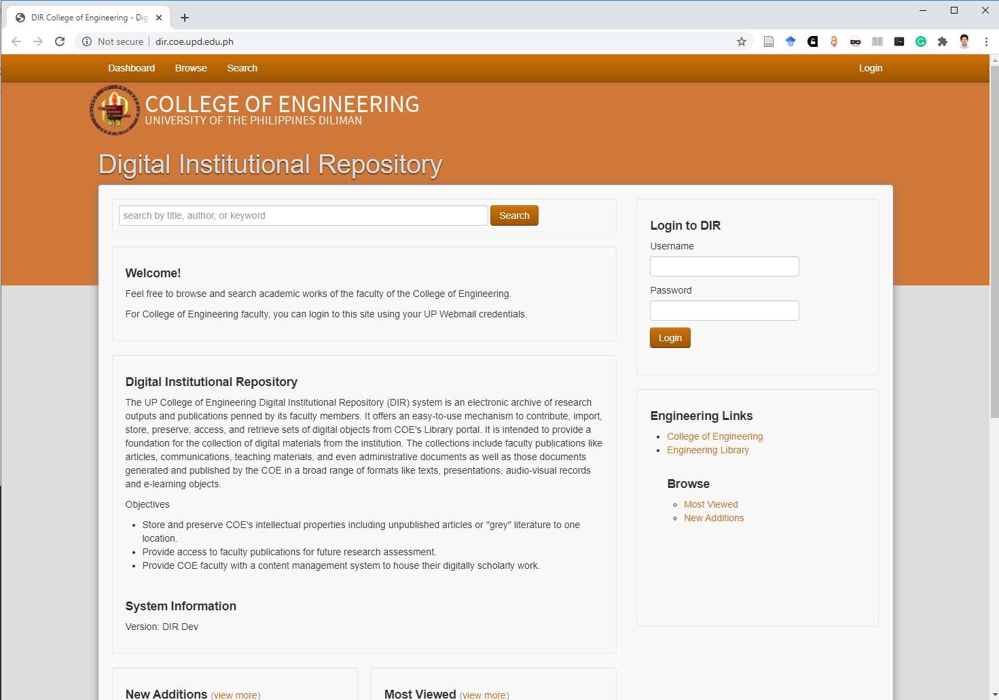 DIR College of Engineering - Dig
Not secure
dir.coe.upd.edu.ph
Dashboard
Browse
Search
Login
COLLEGE OF ENGINEERING
UNIVERSITY OF THE PHILIPPINES DILIMAN
Digital Institutional Repository
search by title, author, or keyword
Search
Welcome!
Feel free to browse and search academic works of the faculty of the College of Engineering.
For College of Engineering faculty, you can login to this site using your UP Webmail credentials.
Digital Institutional Repository
The UP College of Engineering Digital Institutional Repository (DIR) system is an electronic archive of research
outputs and publications penned by its faculty members. It offers an easy-to-use mechanism to contribute, import,
store, preserve, access, and retrieve sets of digital objects from COE's Library portal. It is intended to provide a
foundation for the collection of digital materials from the institution. The collections include faculty publications like
articles, communications, teaching materials, and even administrative documents as well as those documents
generated and published by the COE in a broad range of formats like texts, presentations, audio-visual records
and e-learning objects.
Objectives
• Store and preserve COE's intellectual properties including unpublished articles or "grey" literature to one
location.
• Provide access to faculty publications for future research assessment.
• Provide COE faculty with a content management system to house their digitally scholarly work.
System Information
Version: DIR Dev
New Additions (view more)
Most Viewed (view more)
Login to DIR
Username
Password
Login
Engineering Links
• College of Engineering
• Engineering Library
Browse
◦ Most Viewed
◦ New Additions